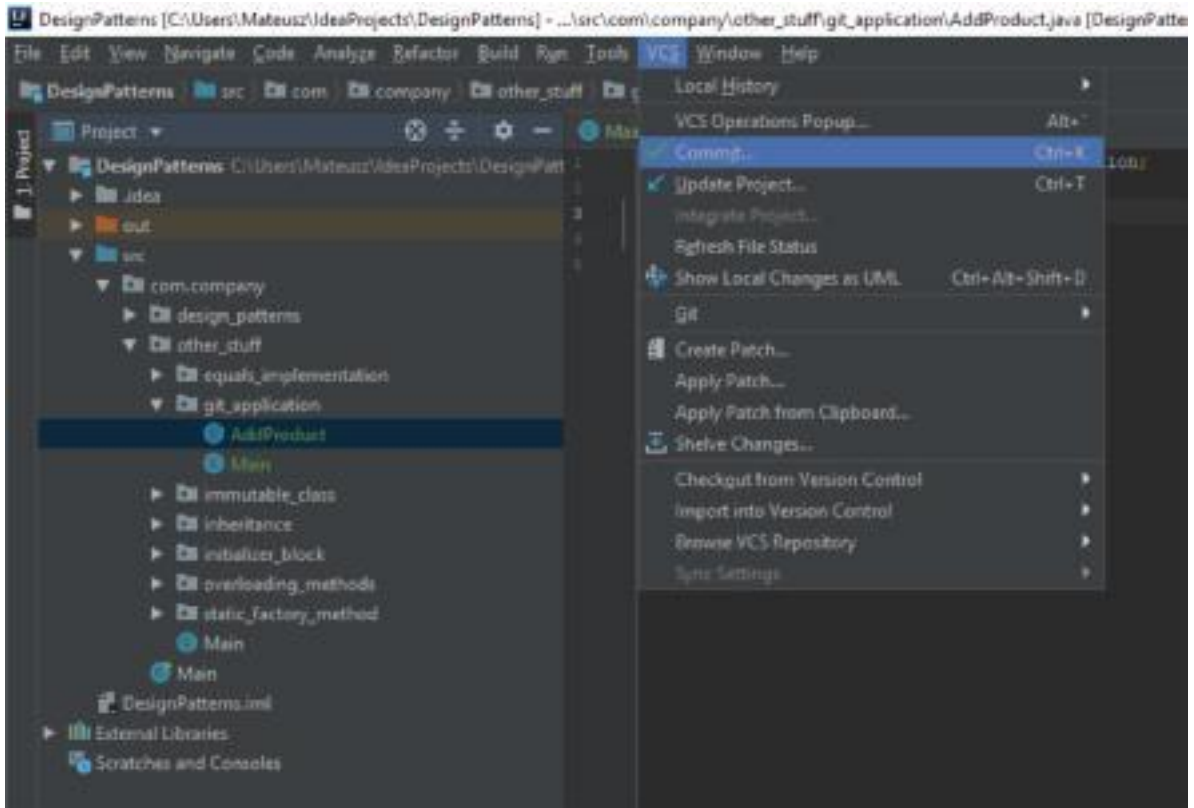 DesignPatterns [C:\Users\Mateusz\IdeaProjects\DesignPatterns] - ...\src\com\company\other_stuff\git_application\AddProduct.java [DesignPatte
File Edit View Navigate Code Analyze Refactor Build Run Tools VCS Window Help
DesignPatterns src com company other_stuff
Project
1: Project
DesignPatterns C:\Users\Mateusz\IdeaProjects\DesignPatt
.idea
out
src
com.company
design_patterns
other_stuff
equals_implementation
git_application
AddProduct
Main
immutable_class
inheritance
initializer_block
overloading_methods
static_factory_method
Main
Main
DesignPatterns.iml
External Libraries
Scratches and Consoles
Local History
VCS Operations Popup... Alt+`
Commit... Ctrl+K
Update Project... Ctrl+T
Integrate Project...
Refresh File Status
Show Local Changes as UML Ctrl+Alt+Shift+D
Git
Create Patch...
Apply Patch...
Apply Patch from Clipboard...
Shelve Changes...
Checkout from Version Control
Import into Version Control
Browse VCS Repository
Sync Settings
ion;